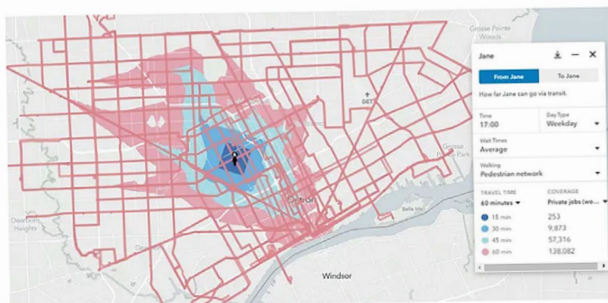 Grosse Pointe
Woods
DET
Grosse
Pointe Park
Detroit
Belle Isle
Dearborn
Heights
Windsor
Jane
From Jane
To Jane
How far Jane can go via transit.
Time
Day Type
17:00
Weekday
Wait Times
Average
Walking
Pedestrian network
TRAVEL TIME
COVERAGE
60 minutes
Private jobs (wo...
15 min
253
30 min
9,873
45 min
57,316
60 min
128,082